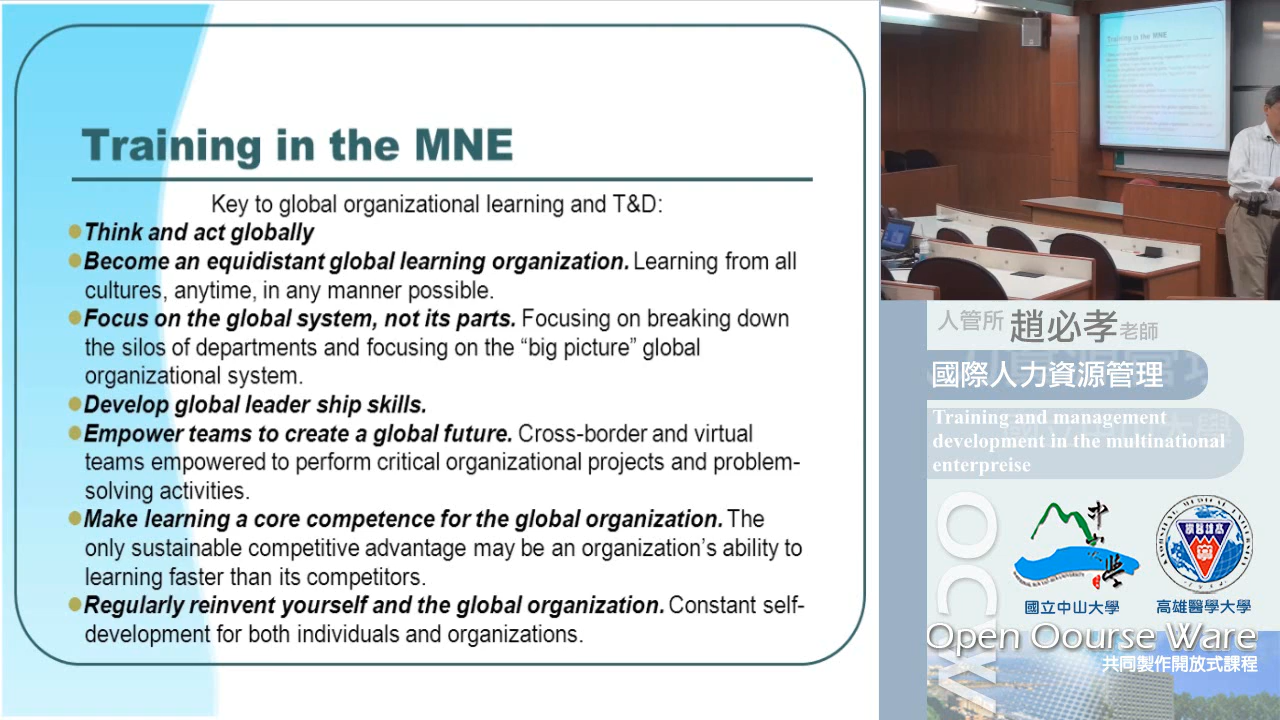 Training in the MNE
Key to global organizational learning and T&D:
Think and act globally
Become an equidistant global learning organization. Learning from all
cultures, anytime, in any manner possible.
Focus on the global system, not its parts. Focusing on breaking down
the silos of departments and focusing on the “big picture” global
organizational system.
Develop global leader ship skills.
Empower teams to create a global future. Cross-border and virtual
teams empowered to perform critical organizational projects and problem-
solving activities.
Make learning a core competence for the global organization. The
only sustainable competitive advantage may be an organization’s ability to
learning faster than its competitors.
Regularly reinvent yourself and the global organization. Constant self-
development for both individuals and organizations.
Training in the MNE
人管所 趙必孝老師
國際人力資源管理
Training and management
development in the multinational
enterpreise
OCW
中山大學
國立中山大學
高雄醫學大學
Open Oourse Ware
共同製作開放式課程